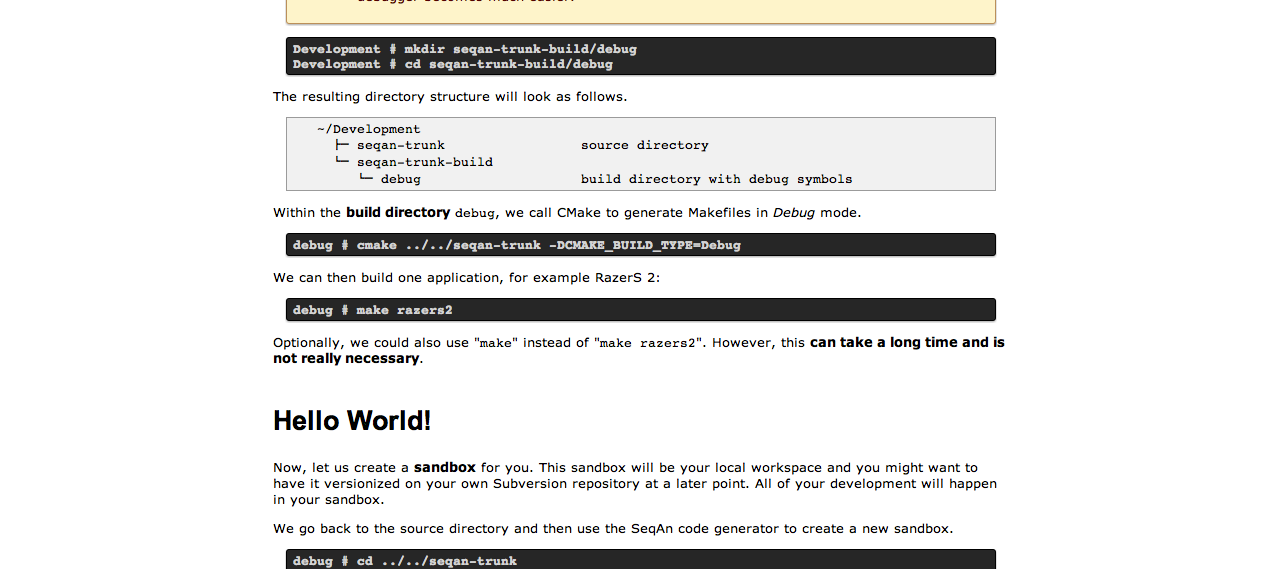 Development # mkdir seqan-trunk-build/debug
Development # cd seqan-trunk-build/debug
The resulting directory structure will look as follows.
~/Development
├─ seqan-trunk source directory
└─ seqan-trunk-build
└─ debug build directory with debug symbols
Within the build directory debug, we call CMake to generate Makefiles in Debug mode.
debug # cmake ../../seqan-trunk -DCMAKE_BUILD_TYPE=Debug
We can then build one application, for example RazerS 2:
debug # make razers2
Optionally, we could also use "make" instead of "make razers2". However, this can take a long time and is
not really necessary.
Hello World!
Now, let us create a sandbox for you. This sandbox will be your local workspace and you might want to
have it versionized on your own Subversion repository at a later point. All of your development will happen
in your sandbox.
We go back to the source directory and then use the SeqAn code generator to create a new sandbox.
debug # cd ../../seqan-trunk